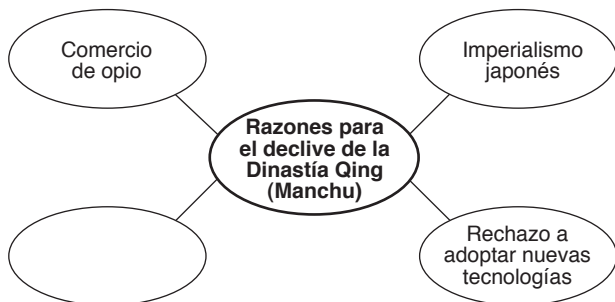 Comercio
de opio
Imperialismo
japonés
Razones para
el declive de la
Dinastía Qing
(Manchu)
Rechazo a
adoptar nuevas
tecnologías